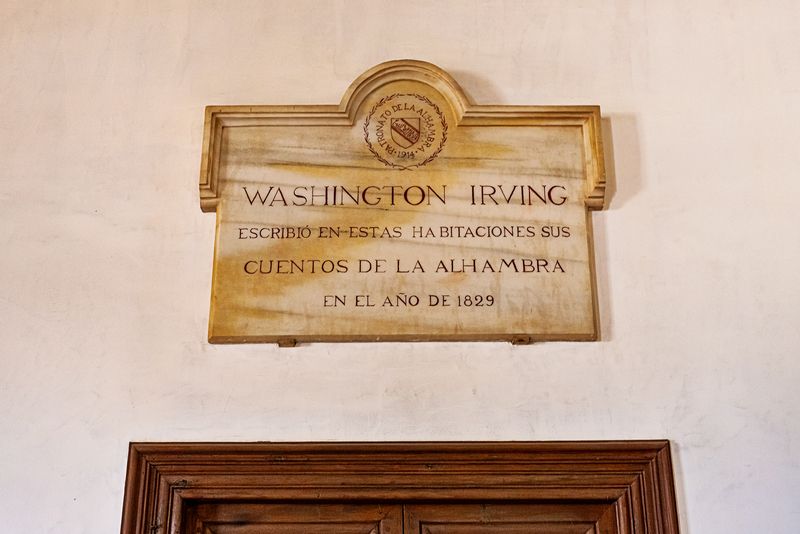 PATRONATO DE LA ALHAMBRA
1914
WASHINGTON IRVING
ESCRIBIÓ EN ESTAS HABITACIONES SUS
CUENTOS DE LA ALHAMBRA
EN EL AÑO DE 1829